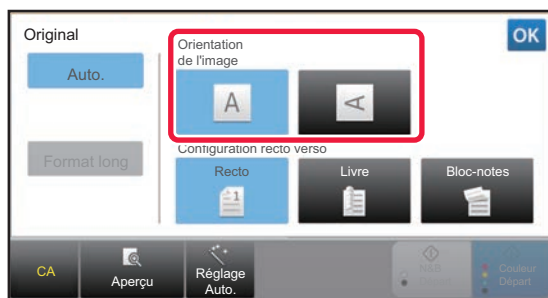 Original
OK
Orientation
de l'image
Auto.
A
A
Configuration recto verso
Format long
Recto
Livre
Bloc-notes
1
CA
Aperçu
Réglage
Auto.
N&B
Couleur
Départ